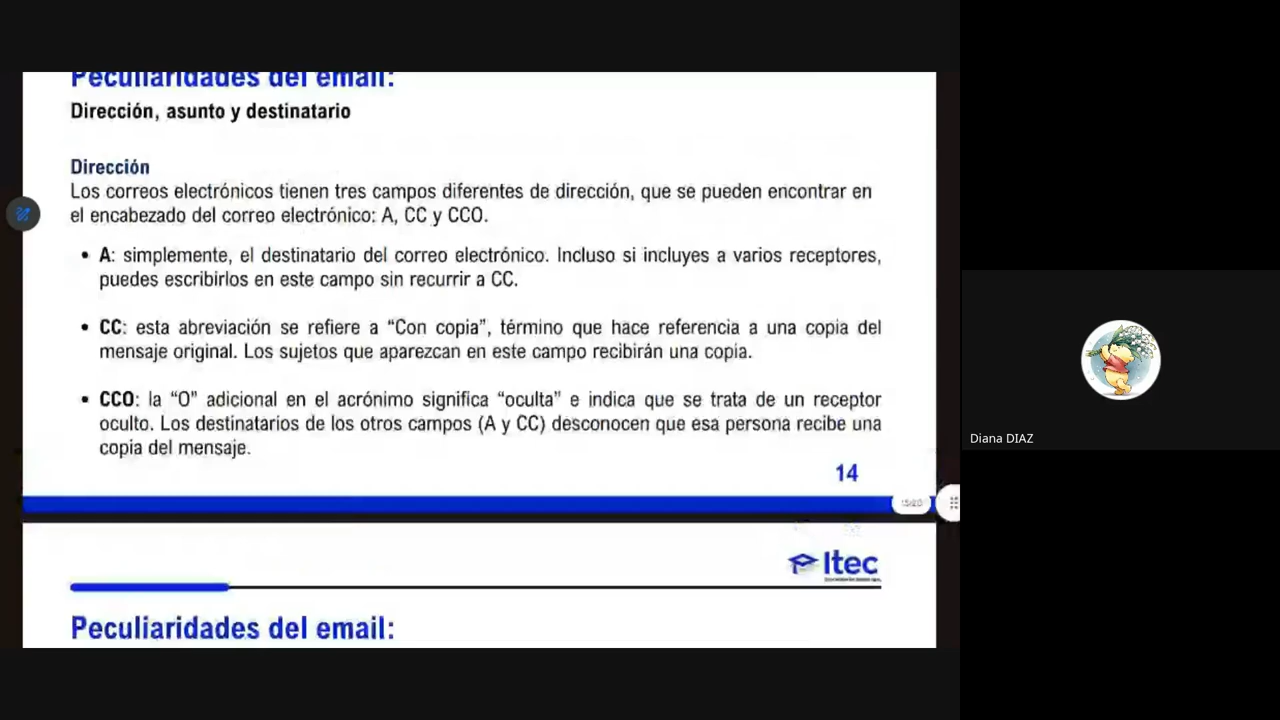 Peculiaridades del email:
Dirección, asunto y destinatario
Dirección
Los correos electrónicos tienen tres campos diferentes de dirección, que se pueden encontrar en
el encabezado del correo electrónico: A, CC y CCO.
• A: simplemente, el destinatario del correo electrónico. Incluso si incluyes a varios receptores,
puedes escribirlos en este campo sin recurrir a CC.
• CC: esta abreviación se refiere a “Con copia”, término que hace referencia a una copia del
mensaje original. Los sujetos que aparezcan en este campo recibirán una copia.
• CCO: la “O” adicional en el acrónimo significa “oculta” e indica que se trata de un receptor
oculto. Los destinatarios de los otros campos (A y CC) desconocen que esa persona recibe una
copia del mensaje.
14
Itec
Peculiaridades del email:
Diana DIAZ